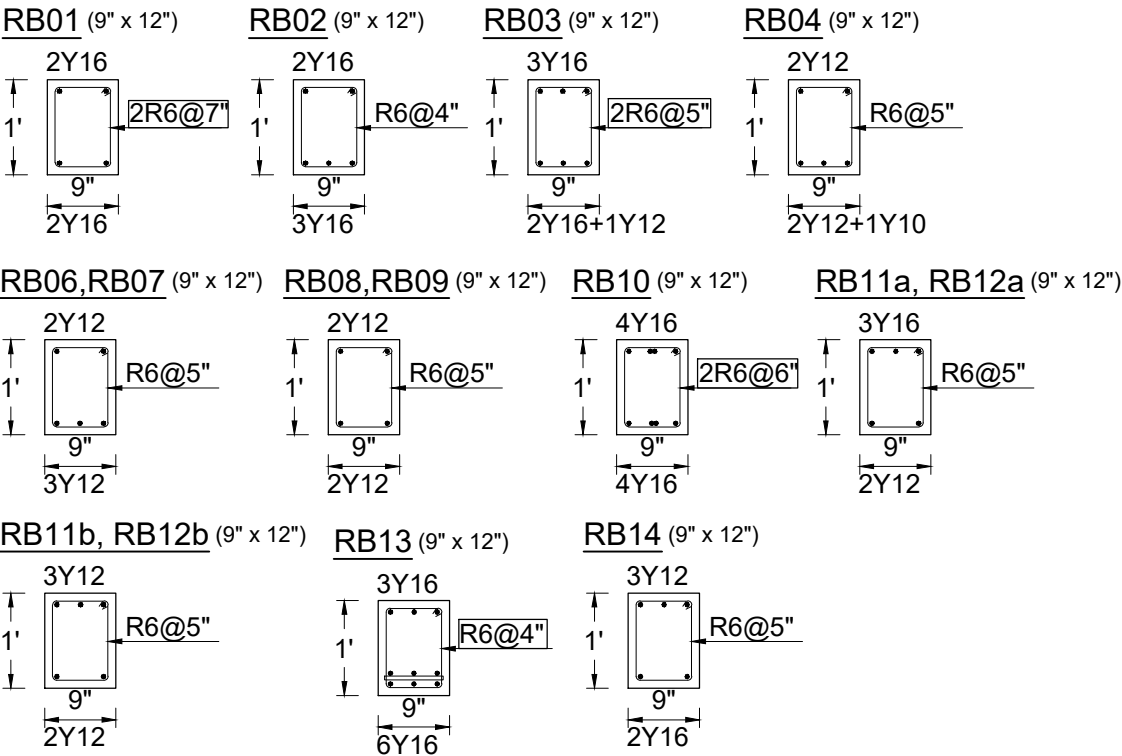 RB01 (9" x 12")
2Y16
1'
2R6@7"
9"
2Y16
RB02 (9" x 12")
2Y16
1'
R6@4"
9"
3Y16
RB03 (9" x 12")
3Y16
1'
2R6@5"
9"
2Y16+1Y12
RB04 (9" x 12")
2Y12
1'
R6@5"
9"
2Y12+1Y10
RB06,RB07 (9" x 12")
2Y12
1'
R6@5"
9"
3Y12
RB08,RB09 (9" x 12")
2Y12
1'
R6@5"
9"
2Y12
RB10 (9" x 12")
4Y16
1'
2R6@6"
9"
4Y16
RB11a, RB12a (9" x 12")
3Y16
1'
R6@5"
9"
2Y12
RB11b, RB12b (9" x 12")
3Y12
1'
R6@5"
9"
2Y12
RB13 (9" x 12")
3Y16
1'
R6@4"
9"
6Y16
RB14 (9" x 12")
3Y12
1'
R6@5"
9"
2Y16